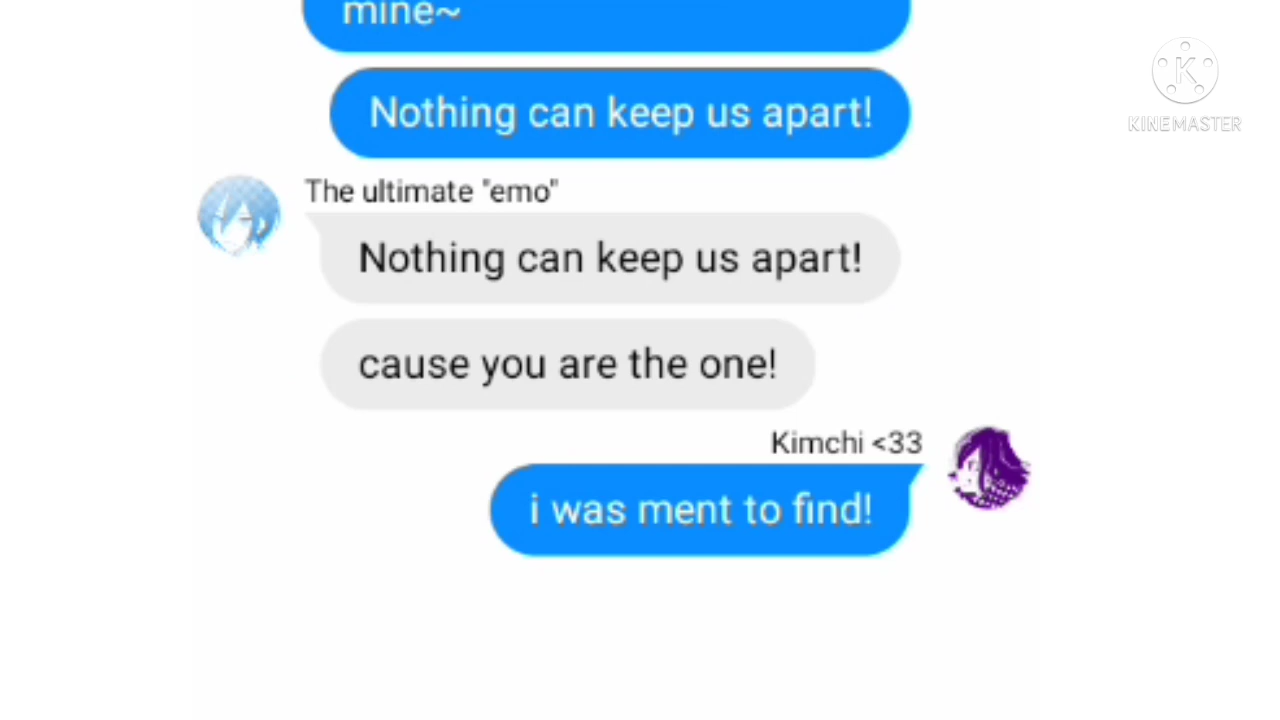 mine~
Nothing can keep us apart!
The ultimate "emo"
Nothing can keep us apart!
cause you are the one!
Kimchi <33
i was ment to find!
K
KINEMASTER